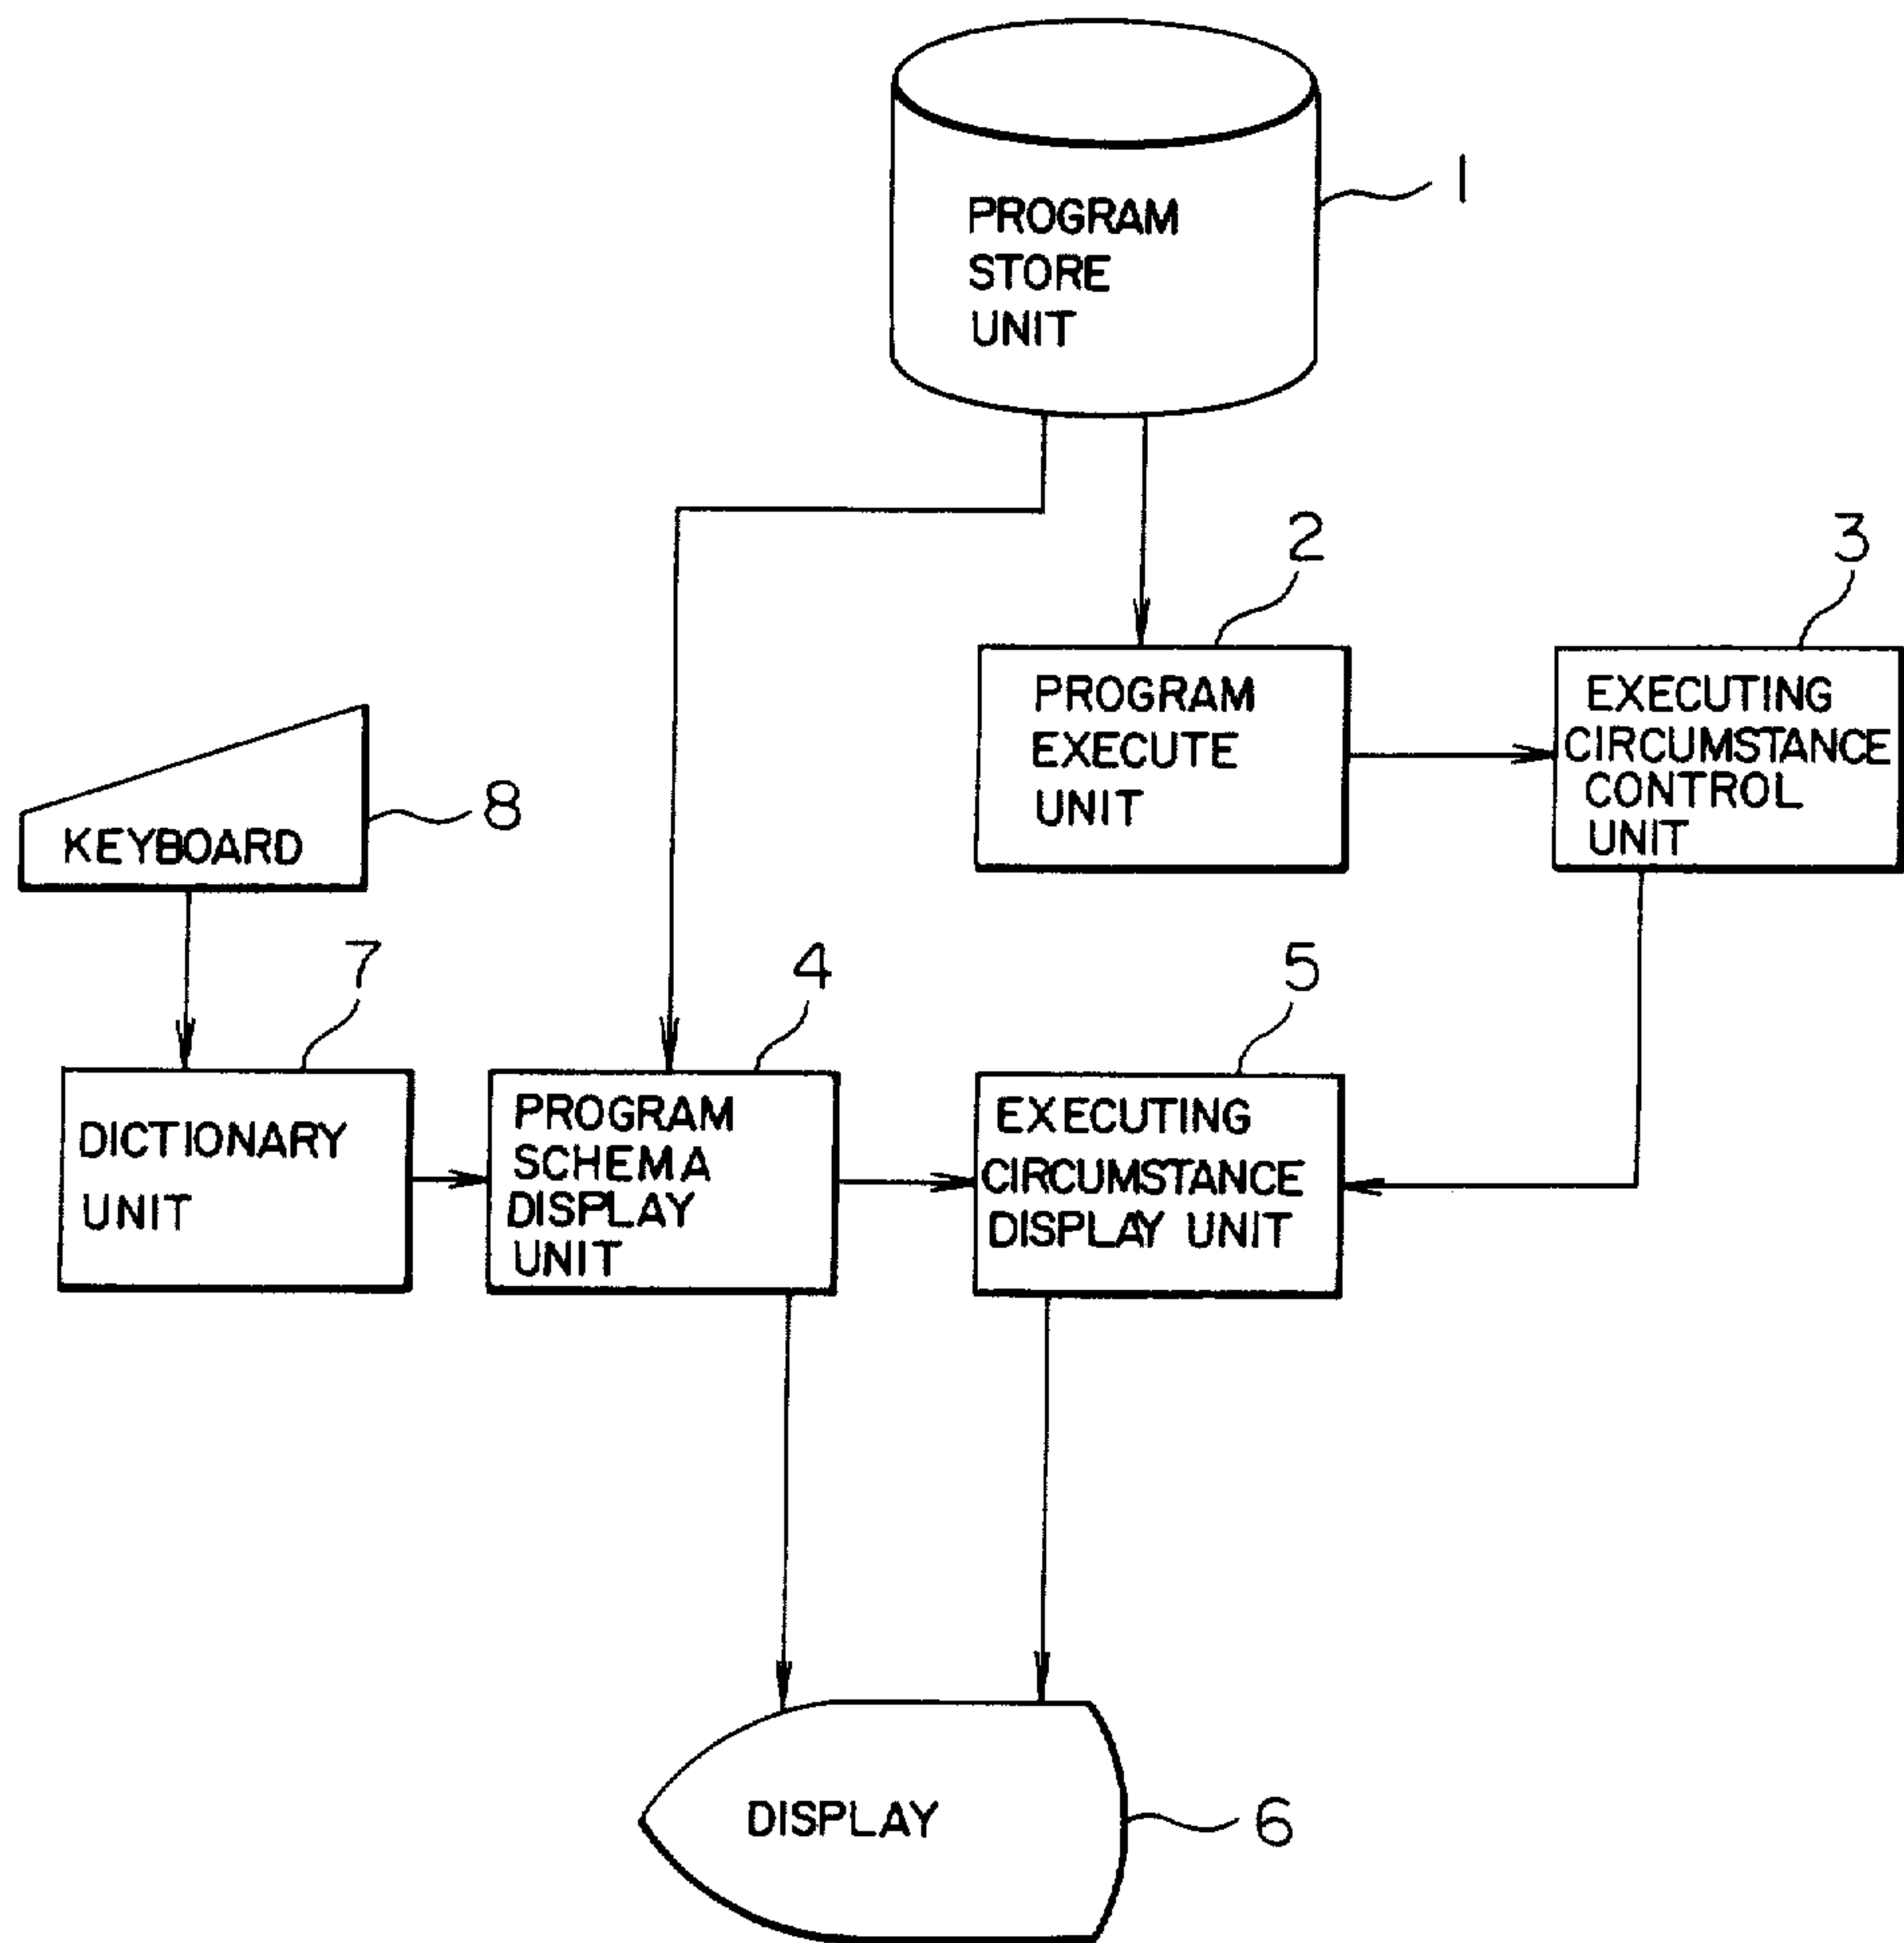 PROGRAM
STORE
UNIT
1
2
3
PROGRAM
EXECUTE
UNIT
EXECUTING
CIRCUMSTANCE
CONTROL
UNIT
KEYBOARD
8
7
4
5
DICTIONARY
UNIT
PROGRAM
SCHEMA
DISPLAY
UNIT
EXECUTING
CIRCUMSTANCE
DISPLAY UNIT
DISPLAY
6